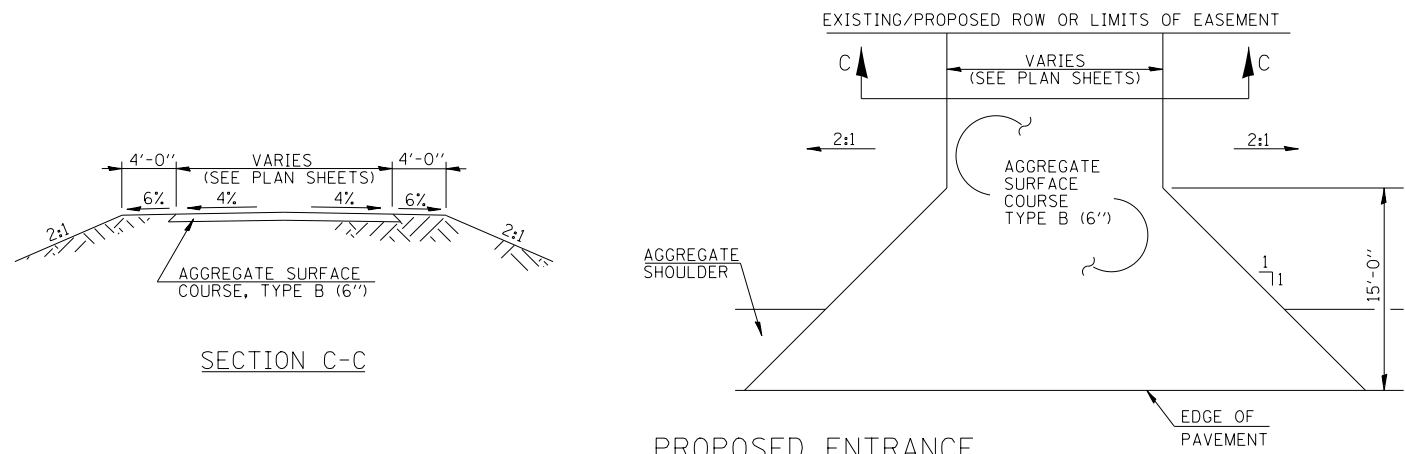 EXISTING/PROPOSED ROW OR LIMITS OF EASEMENT
C
VARIES
(SEE PLAN SHEETS)
C
2:1
2:1
AGGREGATE
SURFACE
COURSE
TYPE B (6")
AGGREGATE
SHOULDER
1
1
15'-0"
EDGE OF
PAVEMENT
PROPOSED ENTRANCE
4'-0"
VARIES
(SEE PLAN SHEETS)
4'-0"
6%
4%
4%
6%
2:1
2:1
AGGREGATE SURFACE
COURSE, TYPE B (6")
SECTION C-C